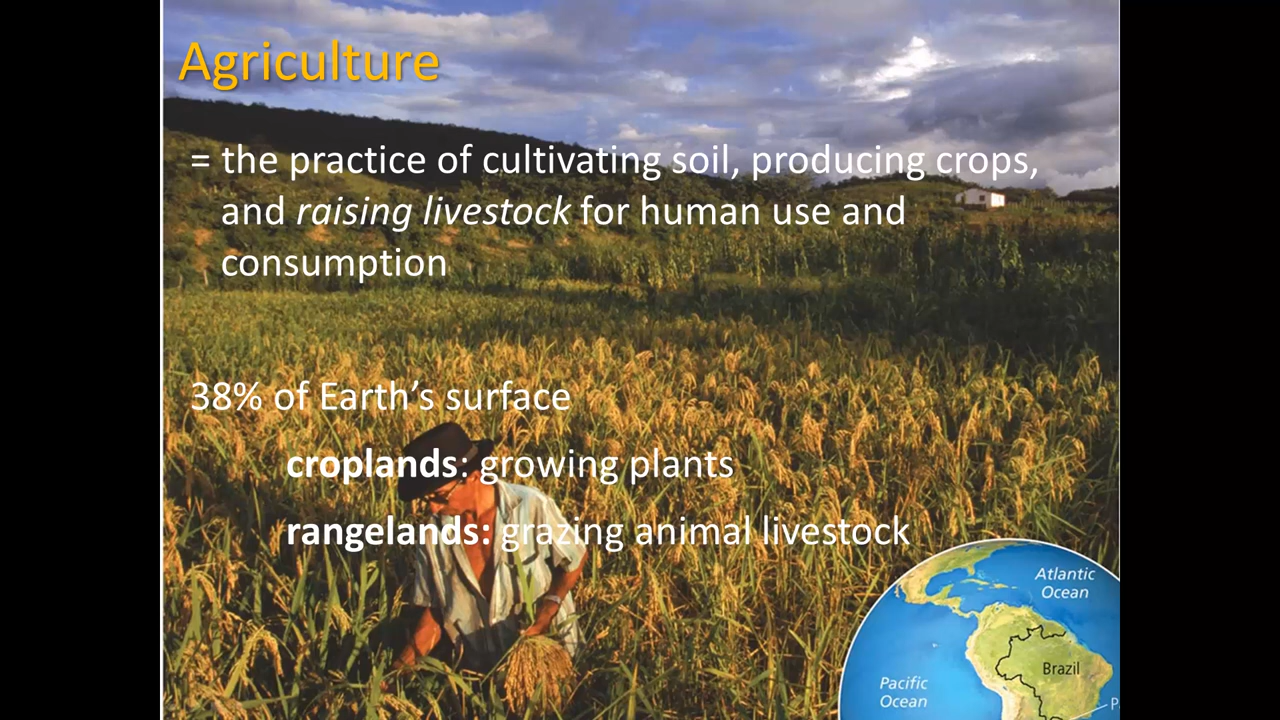 Agriculture
= the practice of cultivating soil, producing crops,
and raising livestock for human use and
consumption
38% of Earth’s surface
croplands: growing plants
rangelands: grazing animal livestock
Atlantic
Ocean
Brazil
Pacific
Ocean
P